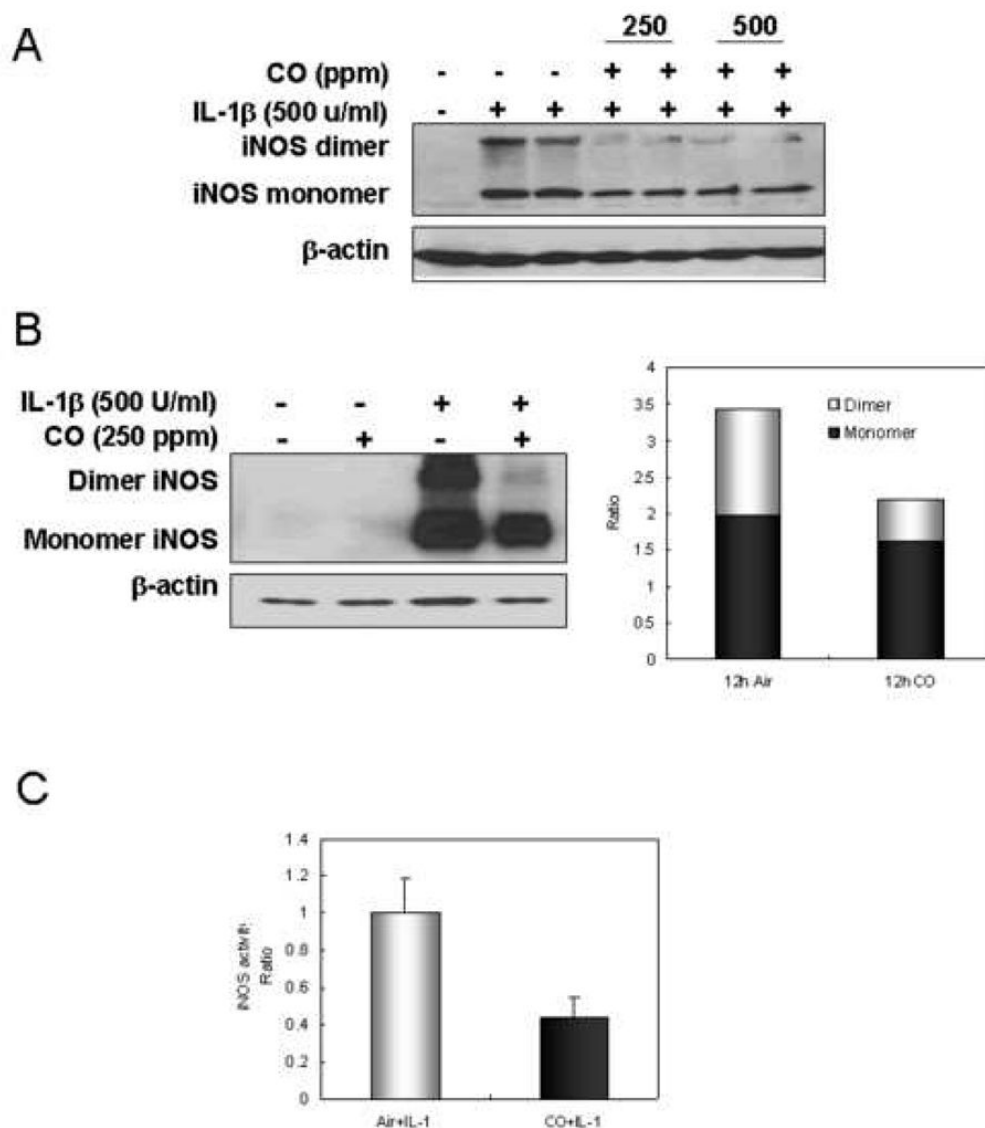 A
250 500
CO (ppm) - - - + + + +
IL-1β (500 u/ml) - + + + + + +
iNOS dimer
iNOS monomer
β-actin
B
IL-1β (500 U/ml) - - + +
CO (250 ppm) - + - +
Dimer iNOS
Monomer iNOS
β-actin
4
3.5
3
2.5
2
1.5
1
0.5
0
Ratio
Dimer
Monomer
12h Air 12h CO
C
1.4
1.2
1
0.8
0.6
0.4
0.2
0
iNOS activity
Ratio
Air+IL-1 CO+IL-1